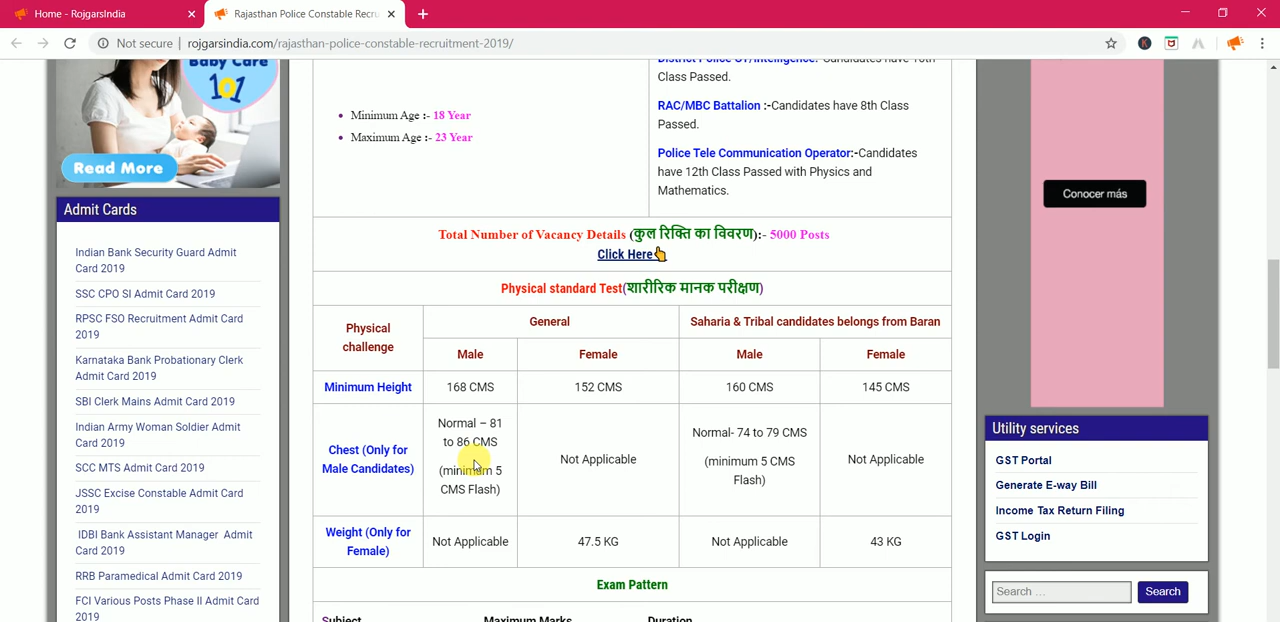 Home - RojgarsIndia
Rajasthan Police Constable Recru
Not secure | rojgarsindia.com/rajasthan-police-constable-recruitment-2019/
Baby Care
101
Read More
Admit Cards
Indian Bank Security Guard Admit
Card 2019
SSC CPO SI Admit Card 2019
RPSC FSO Recruitment Admit Card
2019
Karnataka Bank Probationary Clerk
Admit Card 2019
SBI Clerk Mains Admit Card 2019
Indian Army Woman Soldier Admit
Card 2019
SCC MTS Admit Card 2019
JSSC Excise Constable Admit Card
2019
IDBI Bank Assistant Manager Admit
Card 2019
RRB Paramedical Admit Card 2019
FCI Various Posts Phase II Admit Card
2019
Minimum Age :- 18 Year
Maximum Age :- 23 Year
District Police GT/Intelligence: Candidates have 10th
Class Passed.
RAC/MBC Battalion :-Candidates have 8th Class
Passed.
Police Tele Communication Operator:-Candidates
have 12th Class Passed with Physics and
Mathematics.
Total Number of Vacancy Details (कुल रिक्ति का विवरण):- 5000 Posts
Click Here
Physical standard Test(शारीरिक मानक परीक्षण)
Physical
challenge
General
Saharia & Tribal candidates belongs from Baran
Male
Female
Male
Female
Minimum Height
168 CMS
152 CMS
160 CMS
145 CMS
Chest (Only for
Male Candidates)
Normal – 81
to 86 CMS
(minimum 5
CMS Flash)
Not Applicable
Normal- 74 to 79 CMS
(minimum 5 CMS
Flash)
Not Applicable
Weight (Only for
Female)
Not Applicable
47.5 KG
Not Applicable
43 KG
Exam Pattern
Subject
Maximum Marks
Duration
Conocer más
Utility services
GST Portal
Generate E-way Bill
Income Tax Return Filing
GST Login
Search ...
Search